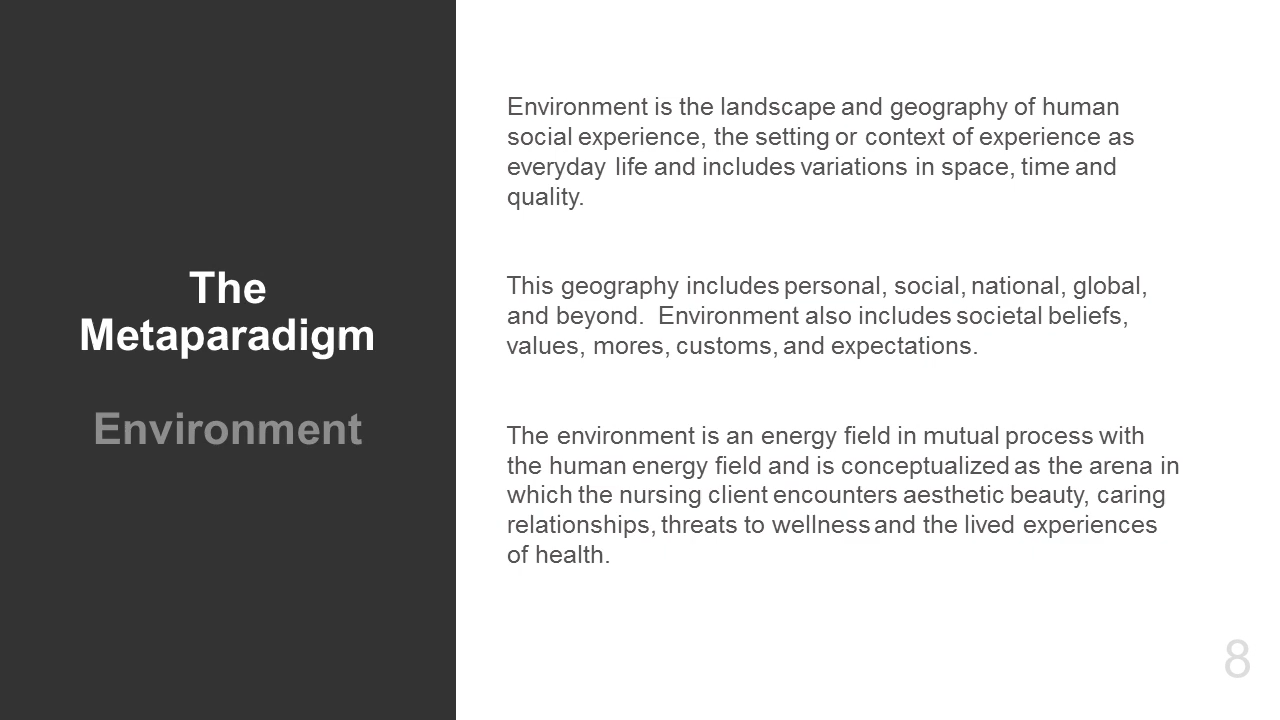 The
Metaparadigm
Environment
Environment is the landscape and geography of human
social experience, the setting or context of experience as
everyday life and includes variations in space, time and
quality.
This geography includes personal, social, national, global,
and beyond.  Environment also includes societal beliefs,
values, mores, customs, and expectations.
The environment is an energy field in mutual process with
the human energy field and is conceptualized as the arena in
which the nursing client encounters aesthetic beauty, caring
relationships, threats to wellness and the lived experiences
of health.
8